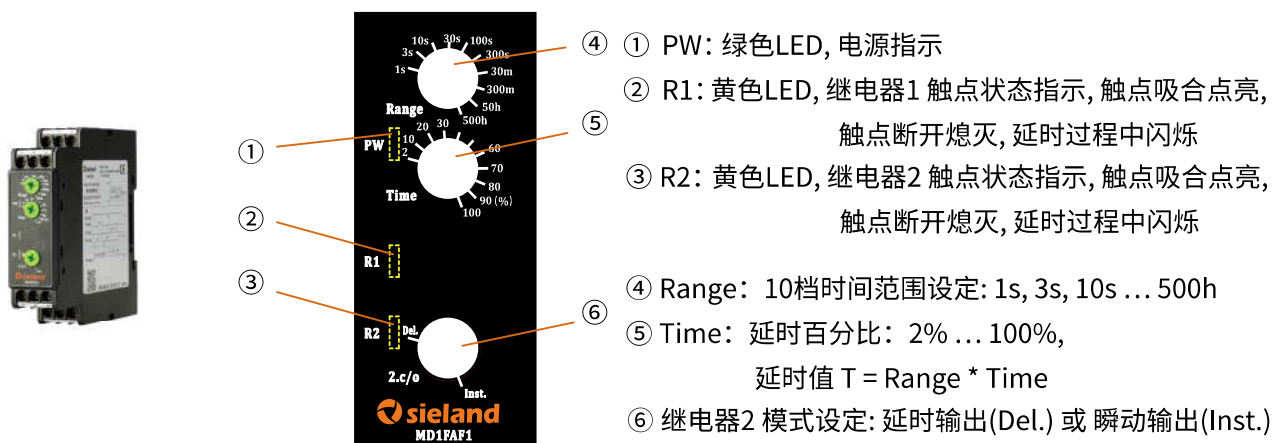 10s
30s
100s
3s
300s
1s
30m
300m
50h
500h
Range
20
30
10
PW
2
60
70
80
Time
90 (%)
100
R1
R2
Del.
2.c/o
Inst.
sieland
MD1FAF1
①
②
③
④
⑤
⑥
① PW: 绿色LED, 电源指示
② R1: 黄色LED, 继电器1 触点状态指示, 触点吸合点亮,
触点断开熄灭, 延时过程中闪烁
③ R2: 黄色LED, 继电器2 触点状态指示, 触点吸合点亮,
触点断开熄灭, 延时过程中闪烁
④ Range: 10档时间范围设定: 1s, 3s, 10s … 500h
⑤ Time: 延时百分比: 2% … 100%,
延时值 T = Range * Time
⑥ 继电器2 模式设定: 延时输出(Del.) 或 瞬动输出(Inst.)
sieland